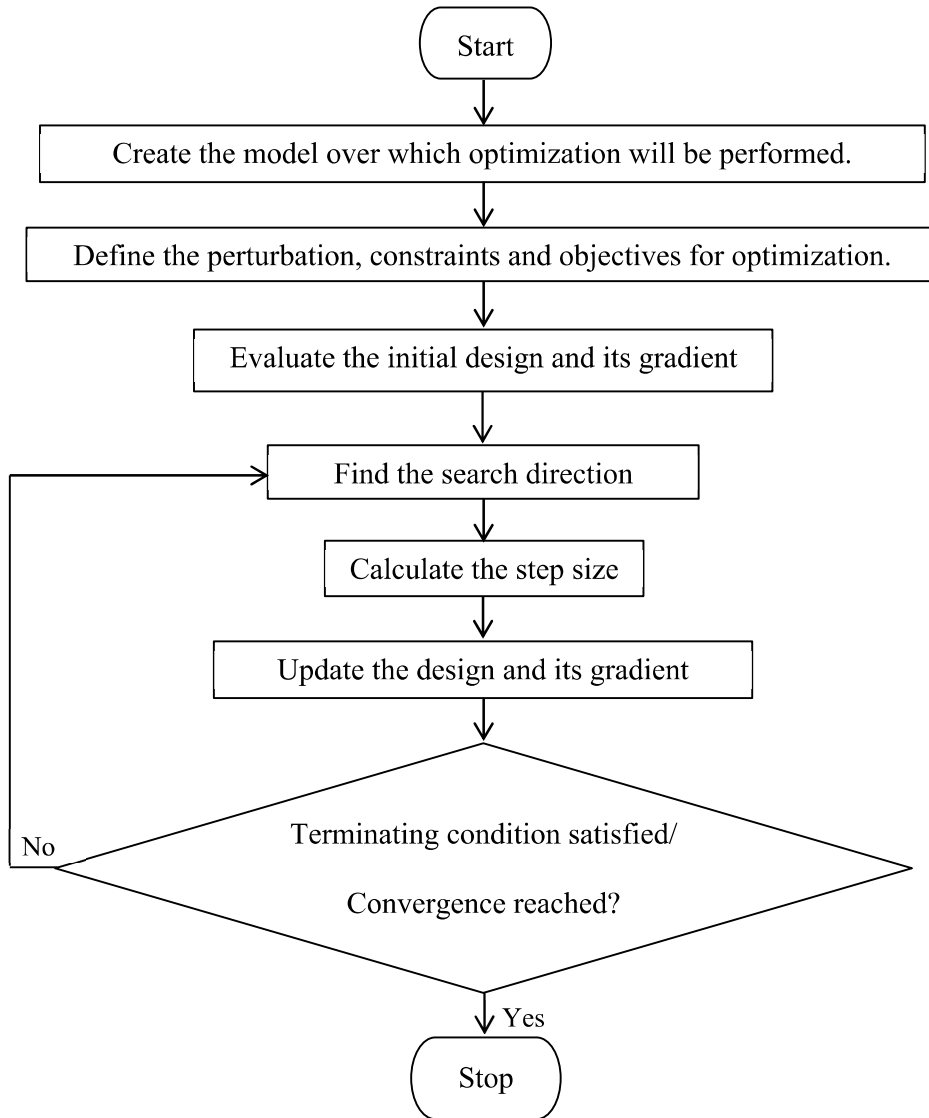 Start
Create the model over which optimization will be performed.
Define the perturbation, constraints and objectives for optimization.
Evaluate the initial design and its gradient
Find the search direction
Calculate the step size
Update the design and its gradient
Terminating condition satisfied/
No
Convergence reached?
Yes
Stop